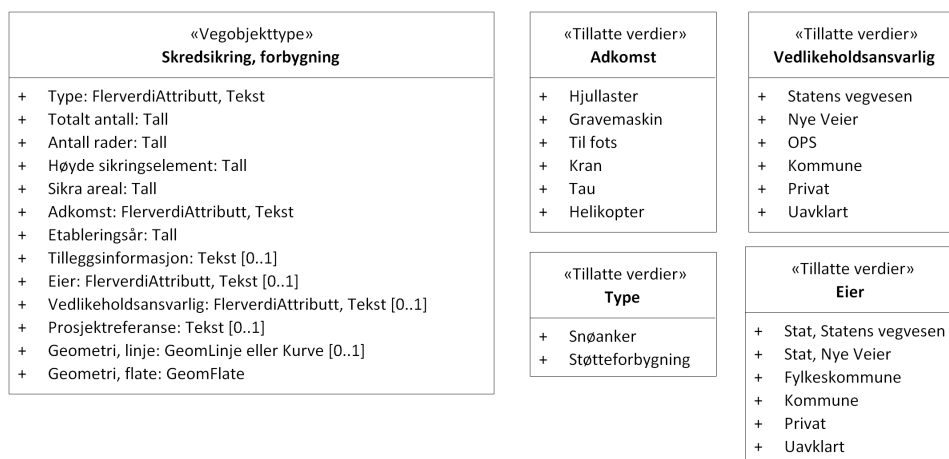 «Vegobjekttype»
Skredsikring, forbygning
+ Type: FlerverdiAttributt, Tekst
+ Totalt antall: Tall
+ Antall rader: Tall
+ Høyde sikringselement: Tall
+ Sikra areal: Tall
+ Adkomst: FlerverdiAttributt, Tekst
+ Etableringsår: Tall
+ Tilleggsinformasjon: Tekst [0..1]
+ Eier: FlerverdiAttributt, Tekst [0..1]
+ Vedlikeholdsansvarlig: FlerverdiAttributt, Tekst [0..1]
+ Prosjektreferanse: Tekst [0..1]
+ Geometri, linje: GeomLinje eller Kurve [0..1]
+ Geometri, flate: GeomFlate
«Tillatte verdier»
Adkomst
+ Hjullaster
+ Gravemaskin
+ Til fots
+ Kran
+ Tau
+ Helikopter
«Tillatte verdier»
Vedlikeholdsansvarlig
+ Statens vegvesen
+ Nye Veier
+ OPS
+ Kommune
+ Privat
+ Uavklart
«Tillatte verdier»
Type
+ Snøanker
+ Støtteforbygning
«Tillatte verdier»
Eier
+ Stat, Statens vegvesen
+ Stat, Nye Veier
+ Fylkeskommune
+ Kommune
+ Privat
+ Uavklart